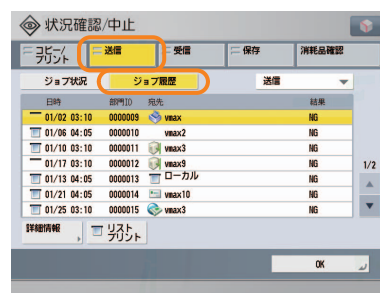 状況確認/中止
コピー/
プリント
送信
受信
保存
消耗品確認
ジョブ状況
ジョブ履歴
送信
日時 部門ID 宛先 結果
01/02 03:10 0000009 vmax NG
01/06 04:05 0000010 vmax2 NG
01/10 03:10 0000011 vmax3 NG
01/17 03:10 0000012 vmax9 NG
01/13 04:05 0000013 ローカル NG
01/21 04:05 0000014 vmax10 NG
01/25 03:10 0000015 vmax3 NG
1/2
詳細情報
リスト
プリント
OK